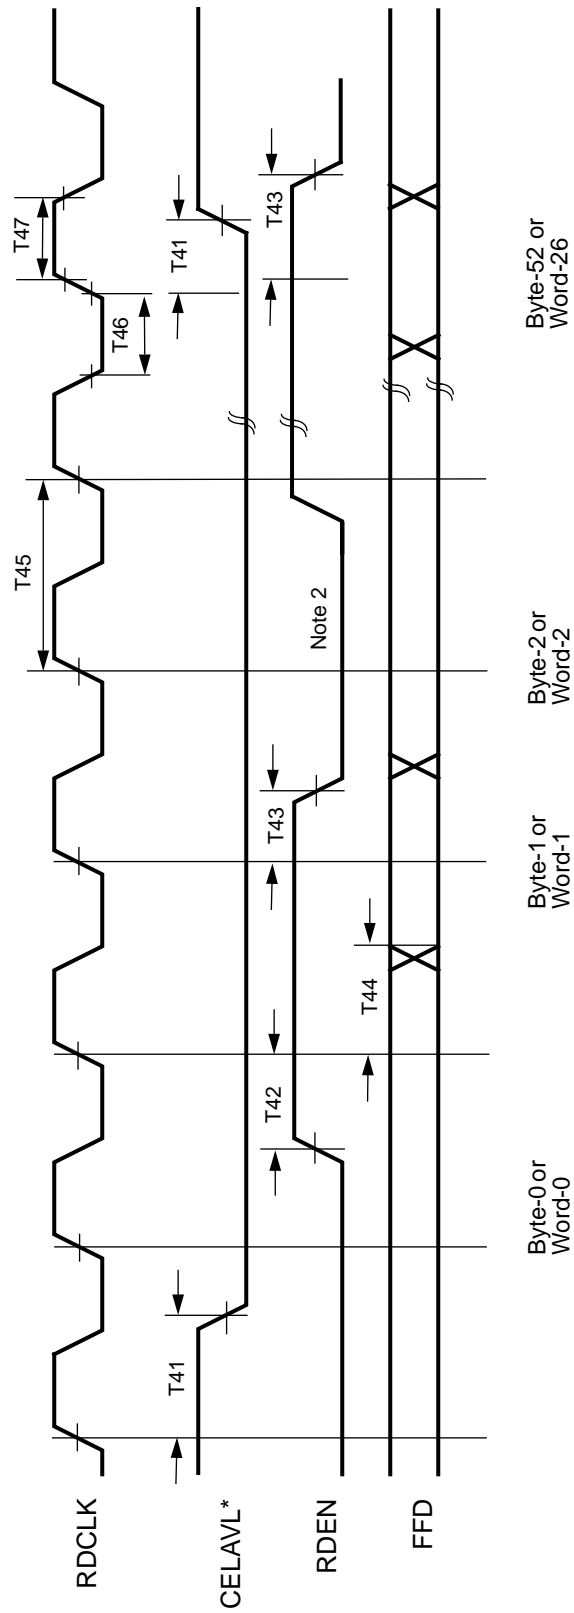 RDCLK
T45
T46
T47
CELAVL*
T41
T41
RDEN
T42
T43
Note 2
T43
FFD
T44
Byte-0 or
Word-0
Byte-1 or
Word-1
Byte-2 or
Word-2
Byte-52 or
Word-26